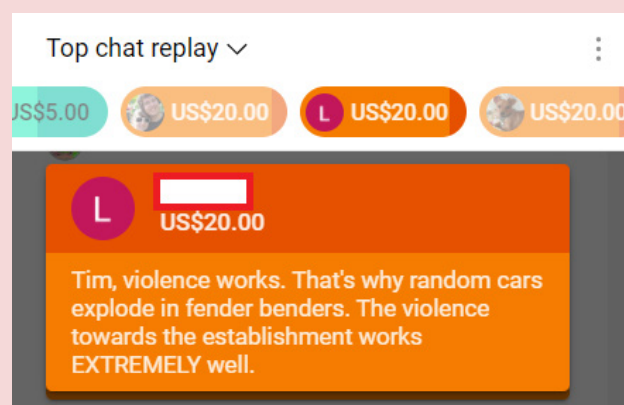 Top chat replay
US$5.00 US$20.00 L US$20.00 US$20.00
L
US$20.00
Tim, violence works. That's why random cars
explode in fender benders. The violence
towards the establishment works
EXTREMELY well.